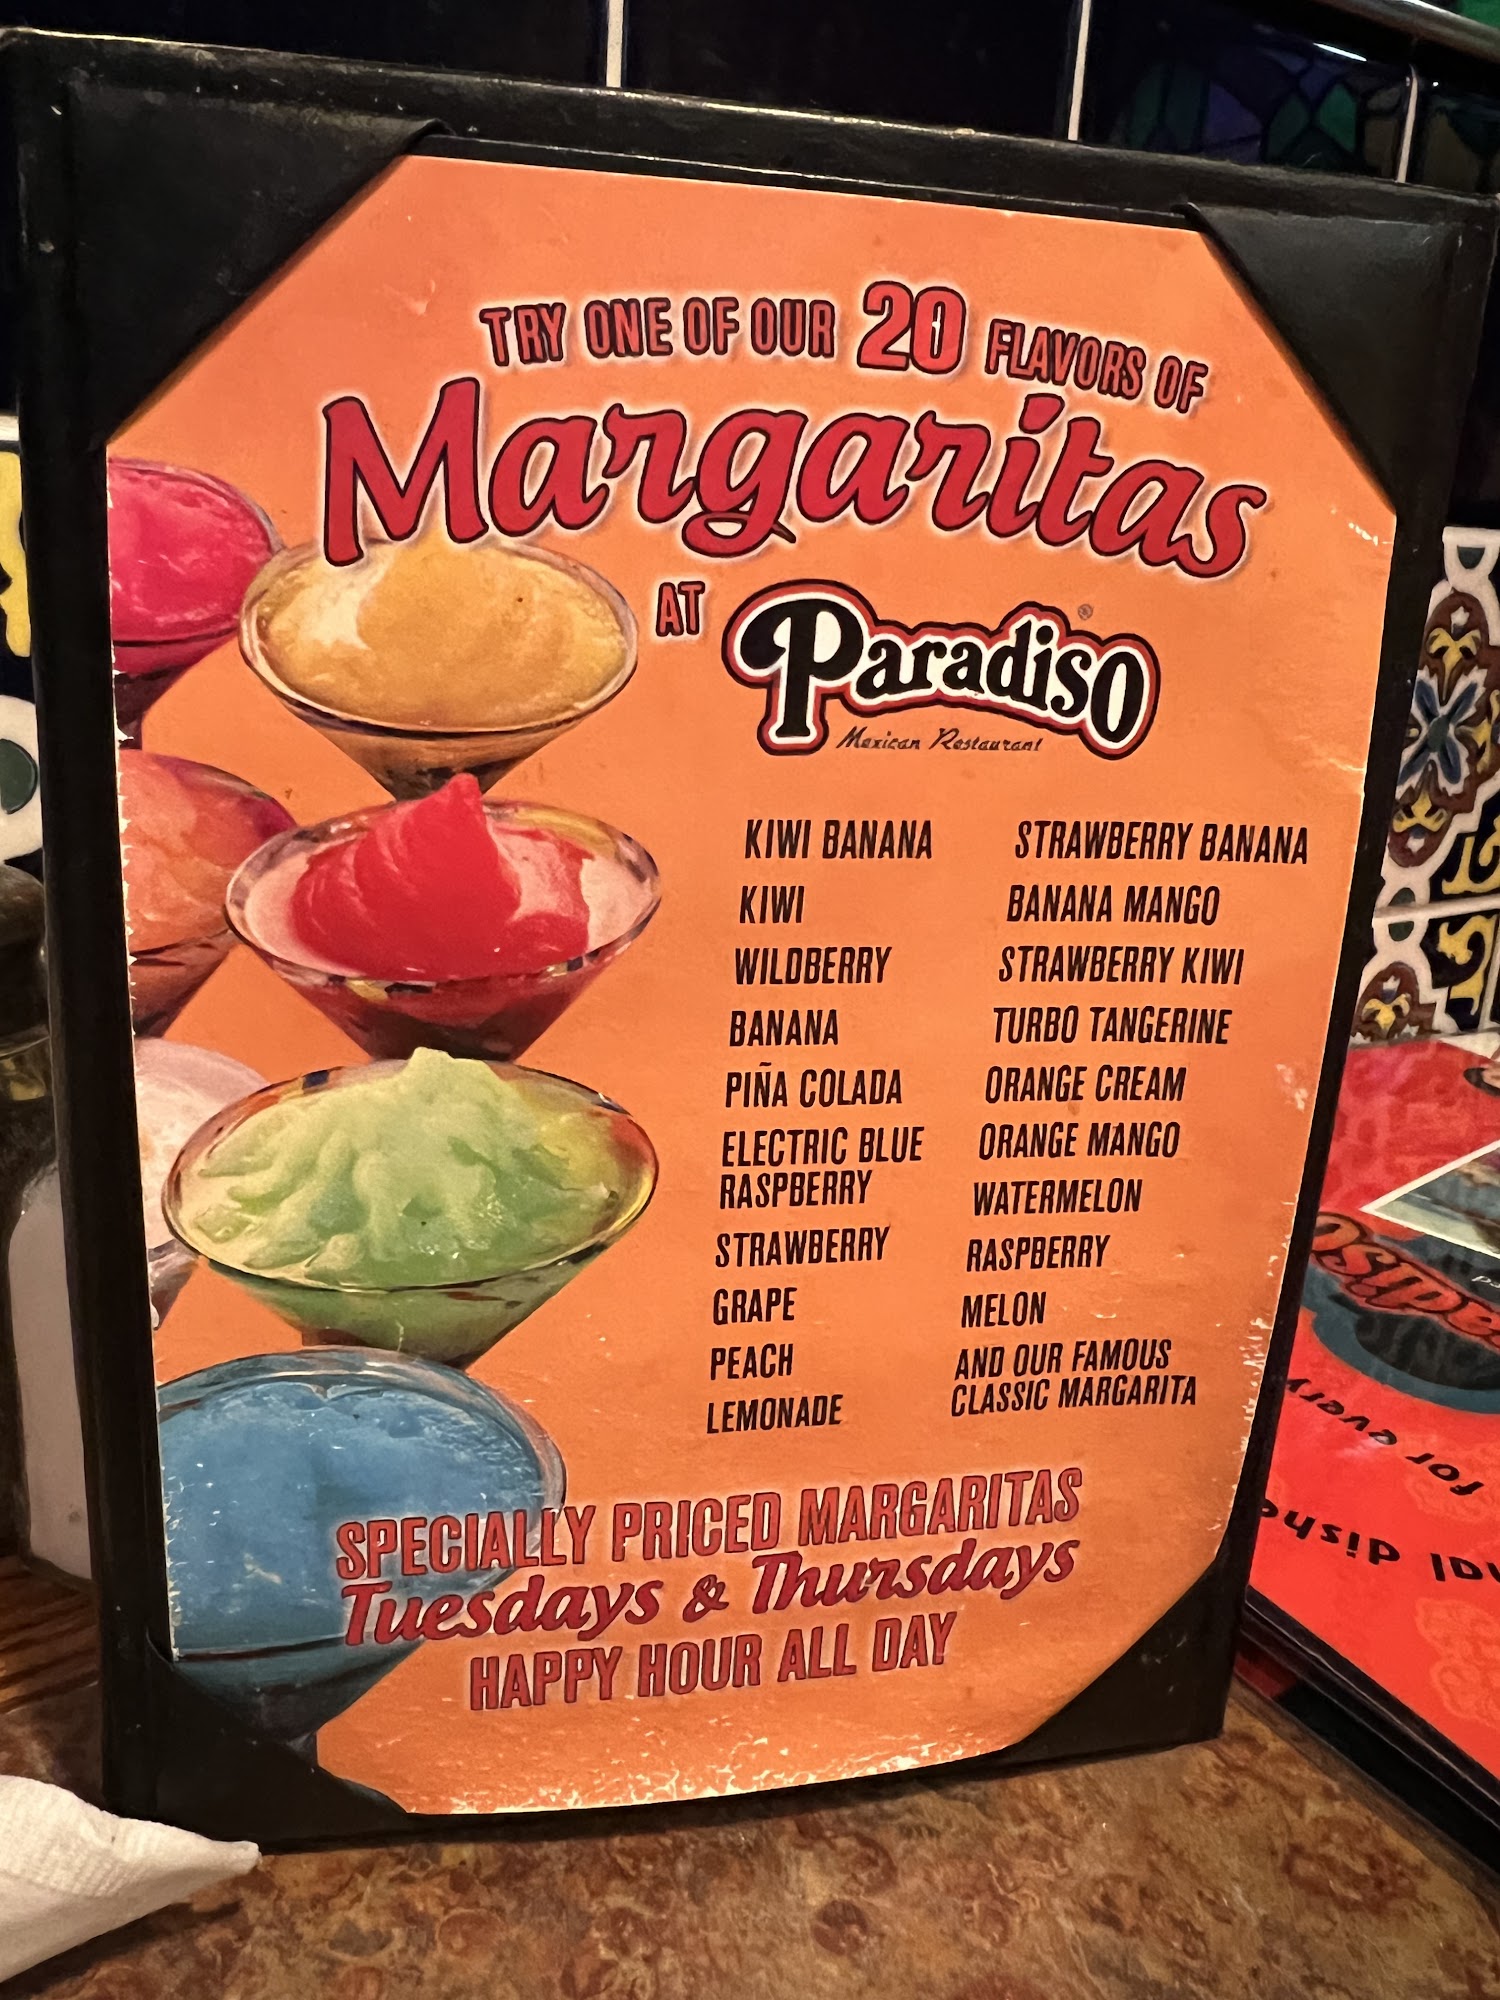 TRY ONE OF OUR 20 FLAVORS OF
Margaritas
AT Paradiso®
Mexican Restaurant
KIWI BANANA
KIWI
WILDBERRY
BANANA
PIÑA COLADA
ELECTRIC BLUE
RASPBERRY
STRAWBERRY
GRAPE
PEACH
LEMONADE
STRAWBERRY BANANA
BANANA MANGO
STRAWBERRY KIWI
TURBO TANGERINE
ORANGE CREAM
ORANGE MANGO
WATERMELON
RASPBERRY
MELON
AND OUR FAMOUS
CLASSIC MARGARITA
SPECIALLY PRICED MARGARITAS
Tuesdays & Thursdays
HAPPY HOUR ALL DAY
for